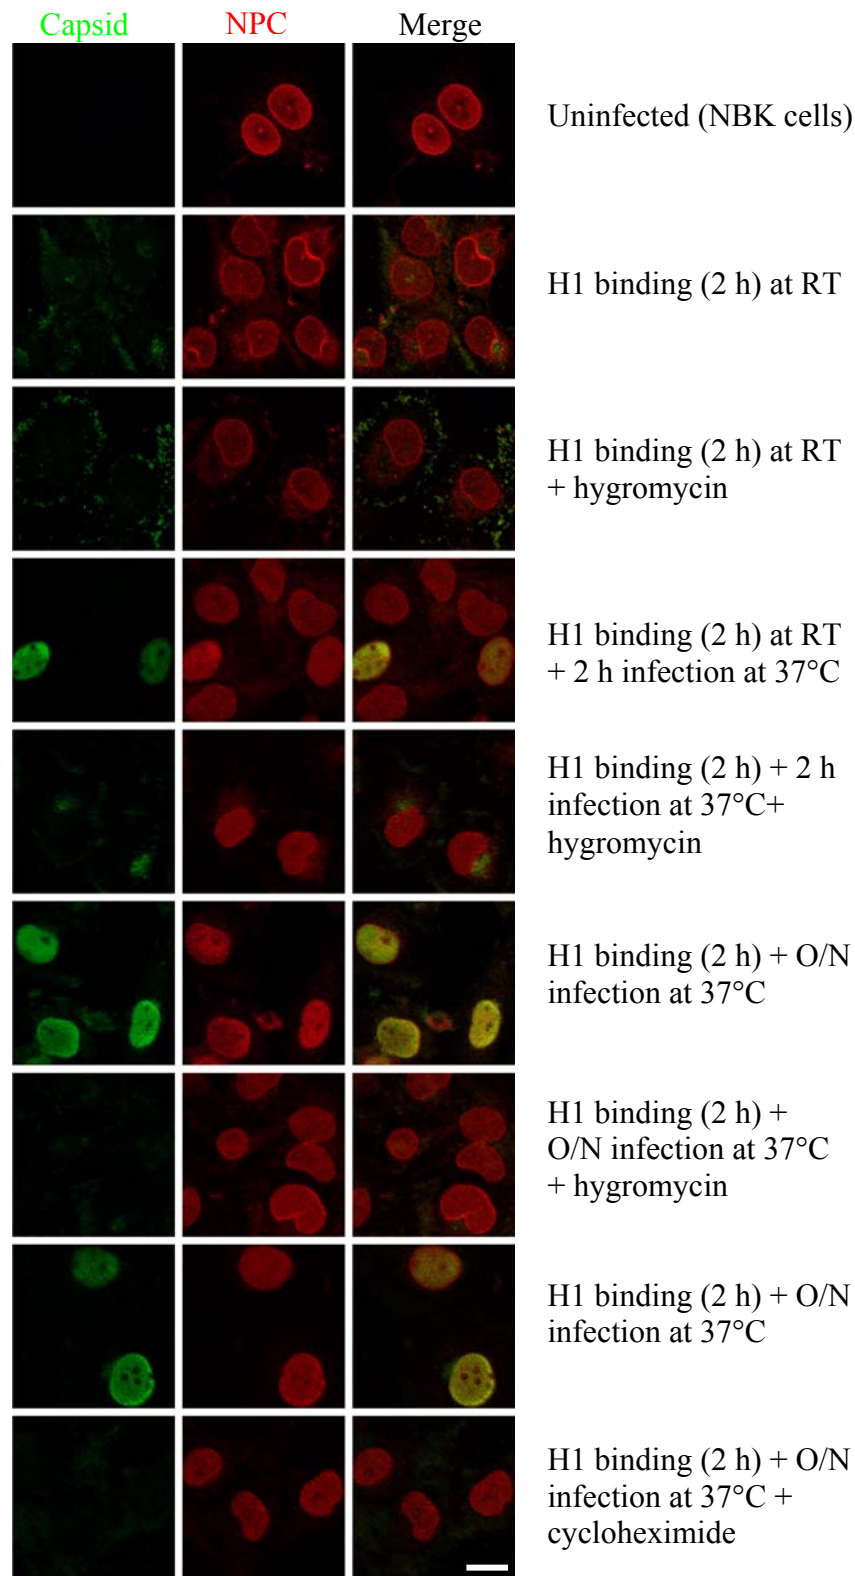 Capsid NPC Merge
Uninfected (NBK cells)
H1 binding (2 h) at RT
H1 binding (2 h) at RT
+ hygromycin
H1 binding (2 h) at RT
+ 2 h infection at 37°C
H1 binding (2 h) + 2 h
infection at 37°C+
hygromycin
H1 binding (2 h) + O/N
infection at 37°C
H1 binding (2 h) +
O/N infection at 37°C
+ hygromycin
H1 binding (2 h) + O/N
infection at 37°C
H1 binding (2 h) + O/N
infection at 37°C +
cycloheximide